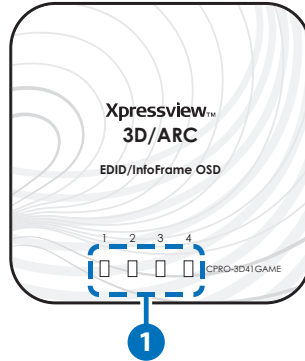 Xpressview™
3D/ARC
EDID/InfoFrame OSD
1 2 3 4
CPRO-3D41GAME
1